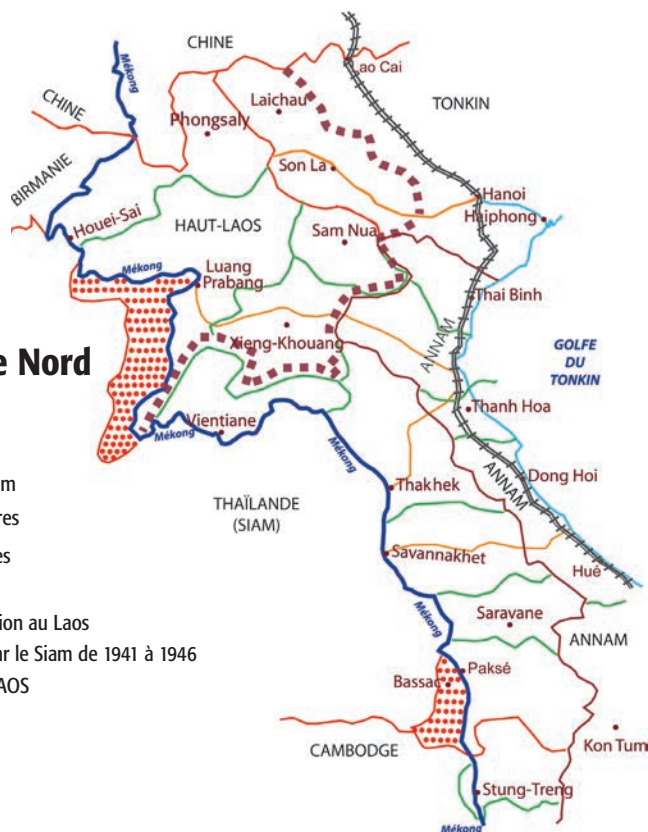 CHINE
Mékong
Lao Cai
CHINE
Laichau
TONKIN
Phongsaly
BIRMANIE
Son La
Hanoi
Haiphong
Houei-Sai
HAUT-LAOS
Sam Nua
Mékong
Luang
Prabang
Thai Binh
Xieng-Khouang
ANNAM
GOLFE
DU
TONKIN
e Nord
Thanh Hoa
Vientiane
Mékong
Mékong
m
THAÏLANDE
(SIAM)
Thakhek
ANNAM
Dong Hoi
res
es
Savannakhet
Hué
ion au Laos
Mékong
Saravane
ANNAM
ar le Siam de 1941 à 1946
AOS
Paksé
Bassac
CAMBODGE
Kon Tum
Stung-Treng
Mékong